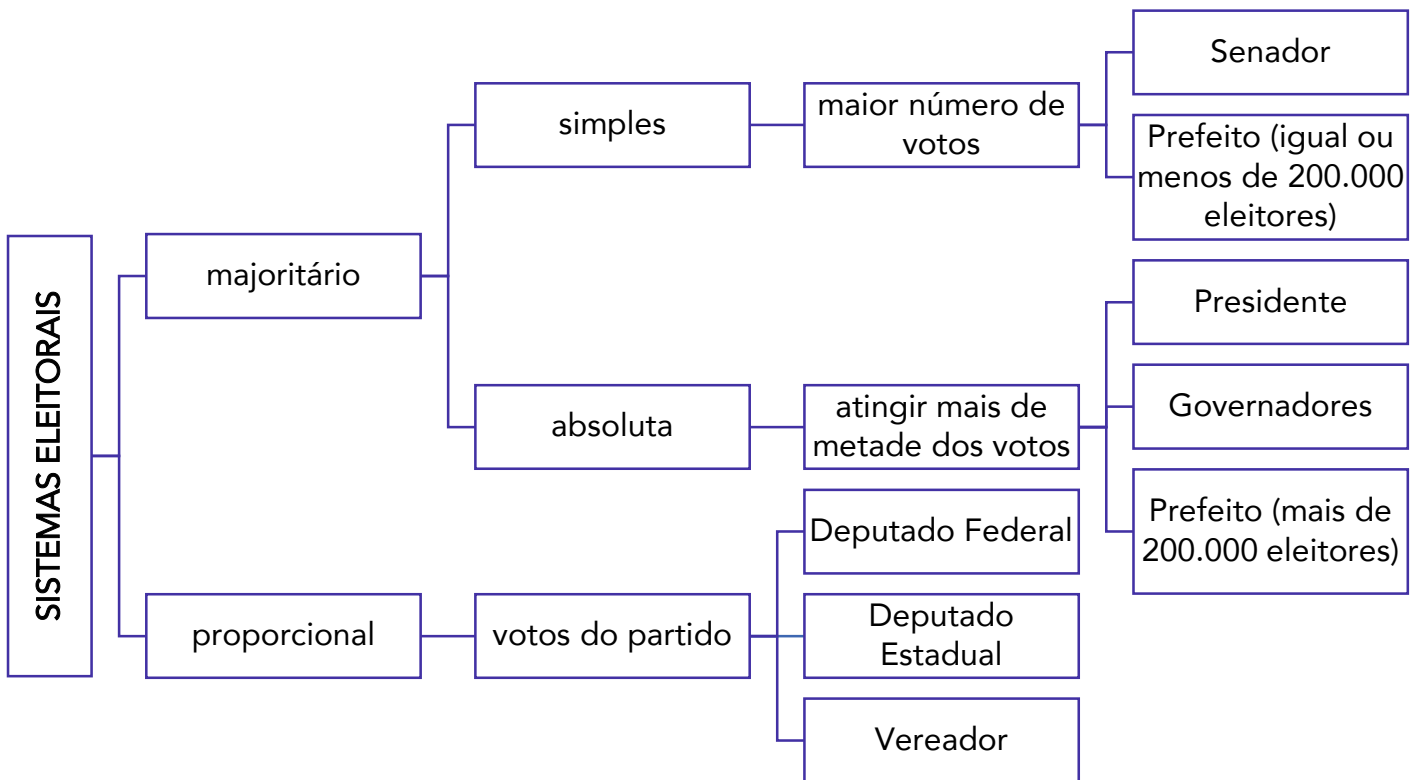 SISTEMAS ELEITORAIS
majoritário
simples
maior número de
votos
Senador
Prefeito (igual ou
menos de 200.000
eleitores)
absoluta
atingir mais de
metade dos votos
Presidente
Governadores
Prefeito (mais de
200.000 eleitores)
proporcional
votos do partido
Deputado Federal
Deputado
Estadual
Vereador